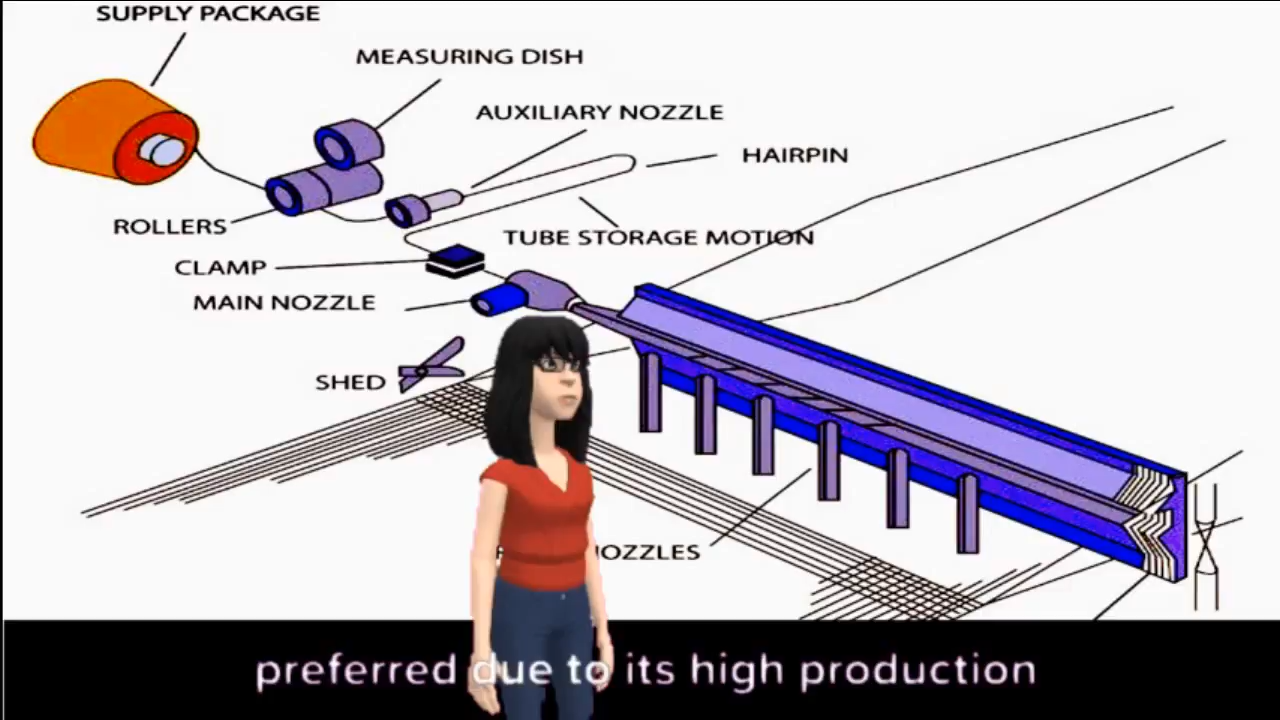 SUPPLY PACKAGE
MEASURING DISH
AUXILIARY NOZZLE
HAIRPIN
ROLLERS
TUBE STORAGE MOTION
CLAMP
MAIN NOZZLE
SHED
preferred due to its high production